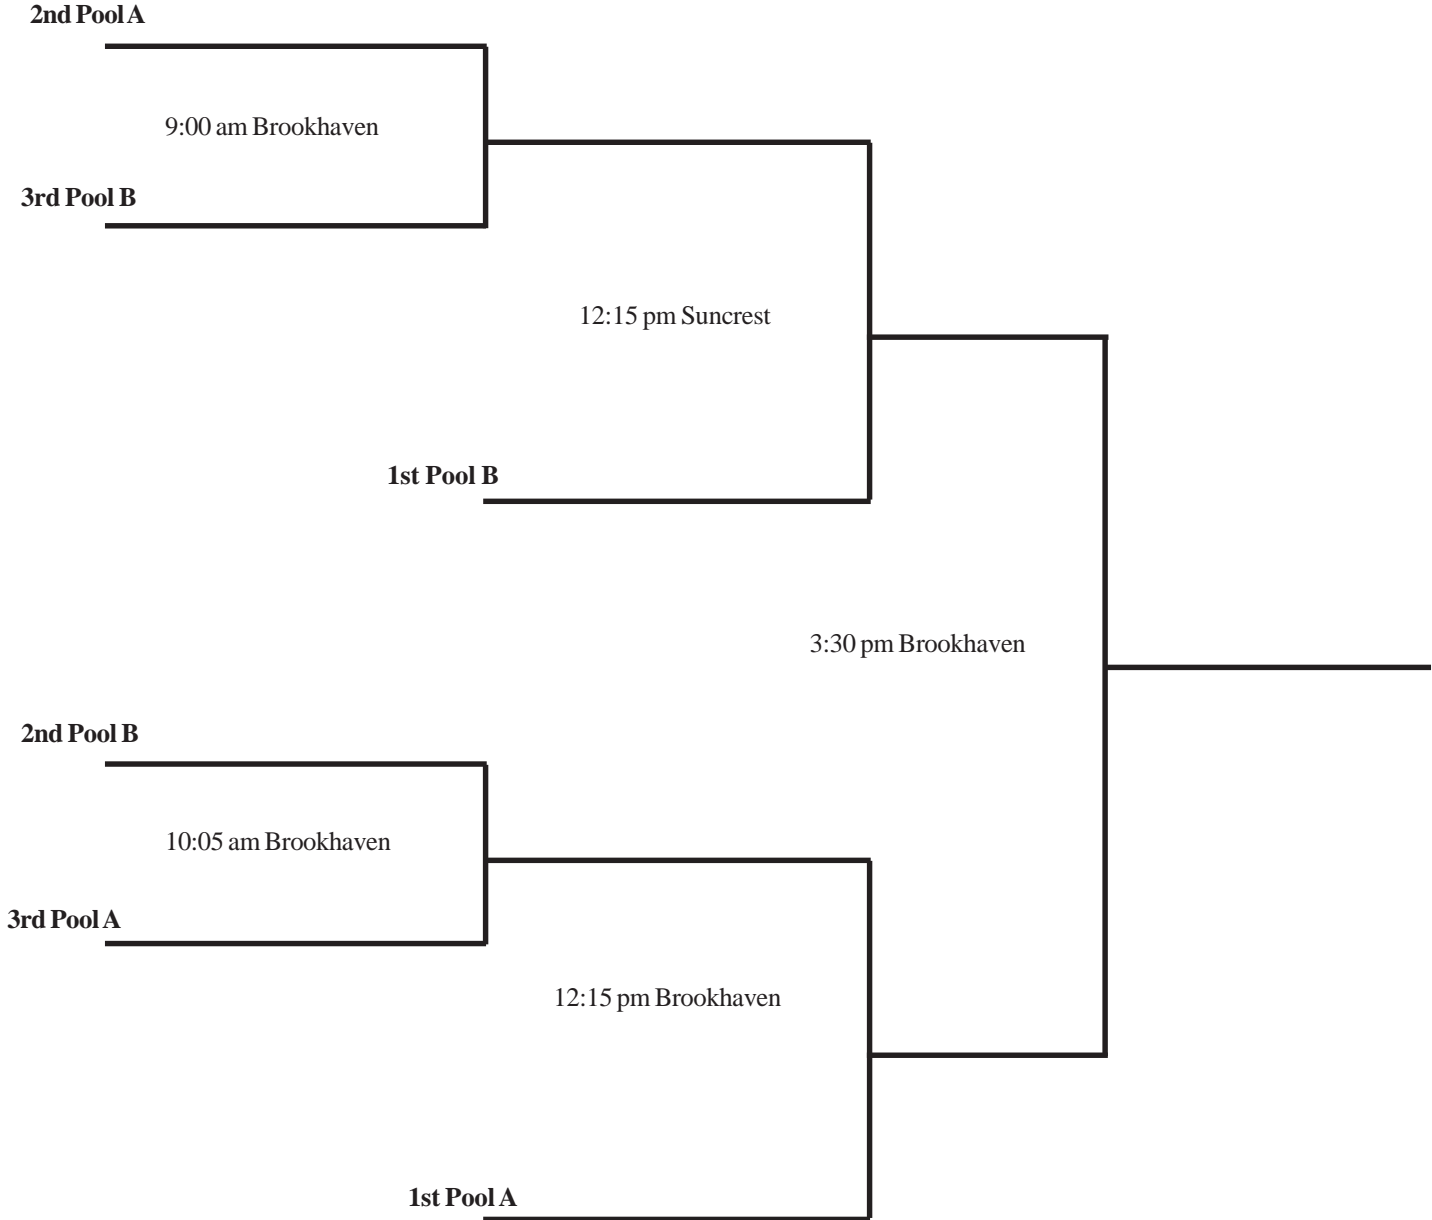 2nd Pool A
9:00 am Brookhaven
3rd Pool B
12:15 pm Suncrest
1st Pool B
3:30 pm Brookhaven
2nd Pool B
10:05 am Brookhaven
3rd Pool A
12:15 pm Brookhaven
1st Pool A